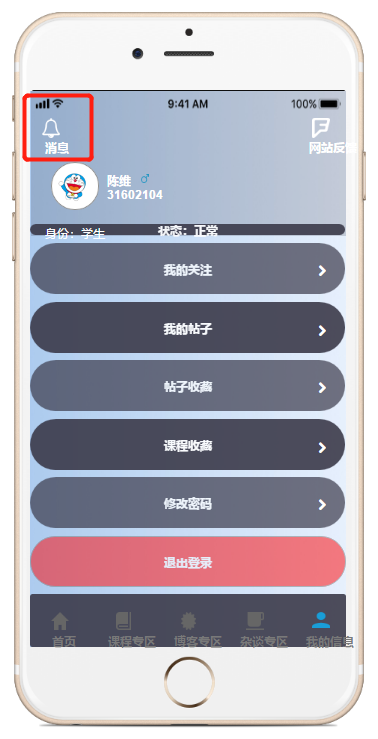 9:41 AM
100%
消息
网站反
陈维 ♂
31602104
身份：学生
状态：正常
我的关注
我的帖子
帖子收藏
课程收藏
修改密码
退出登录
首页
课程专区
博客专区
杂谈专区
我的信息